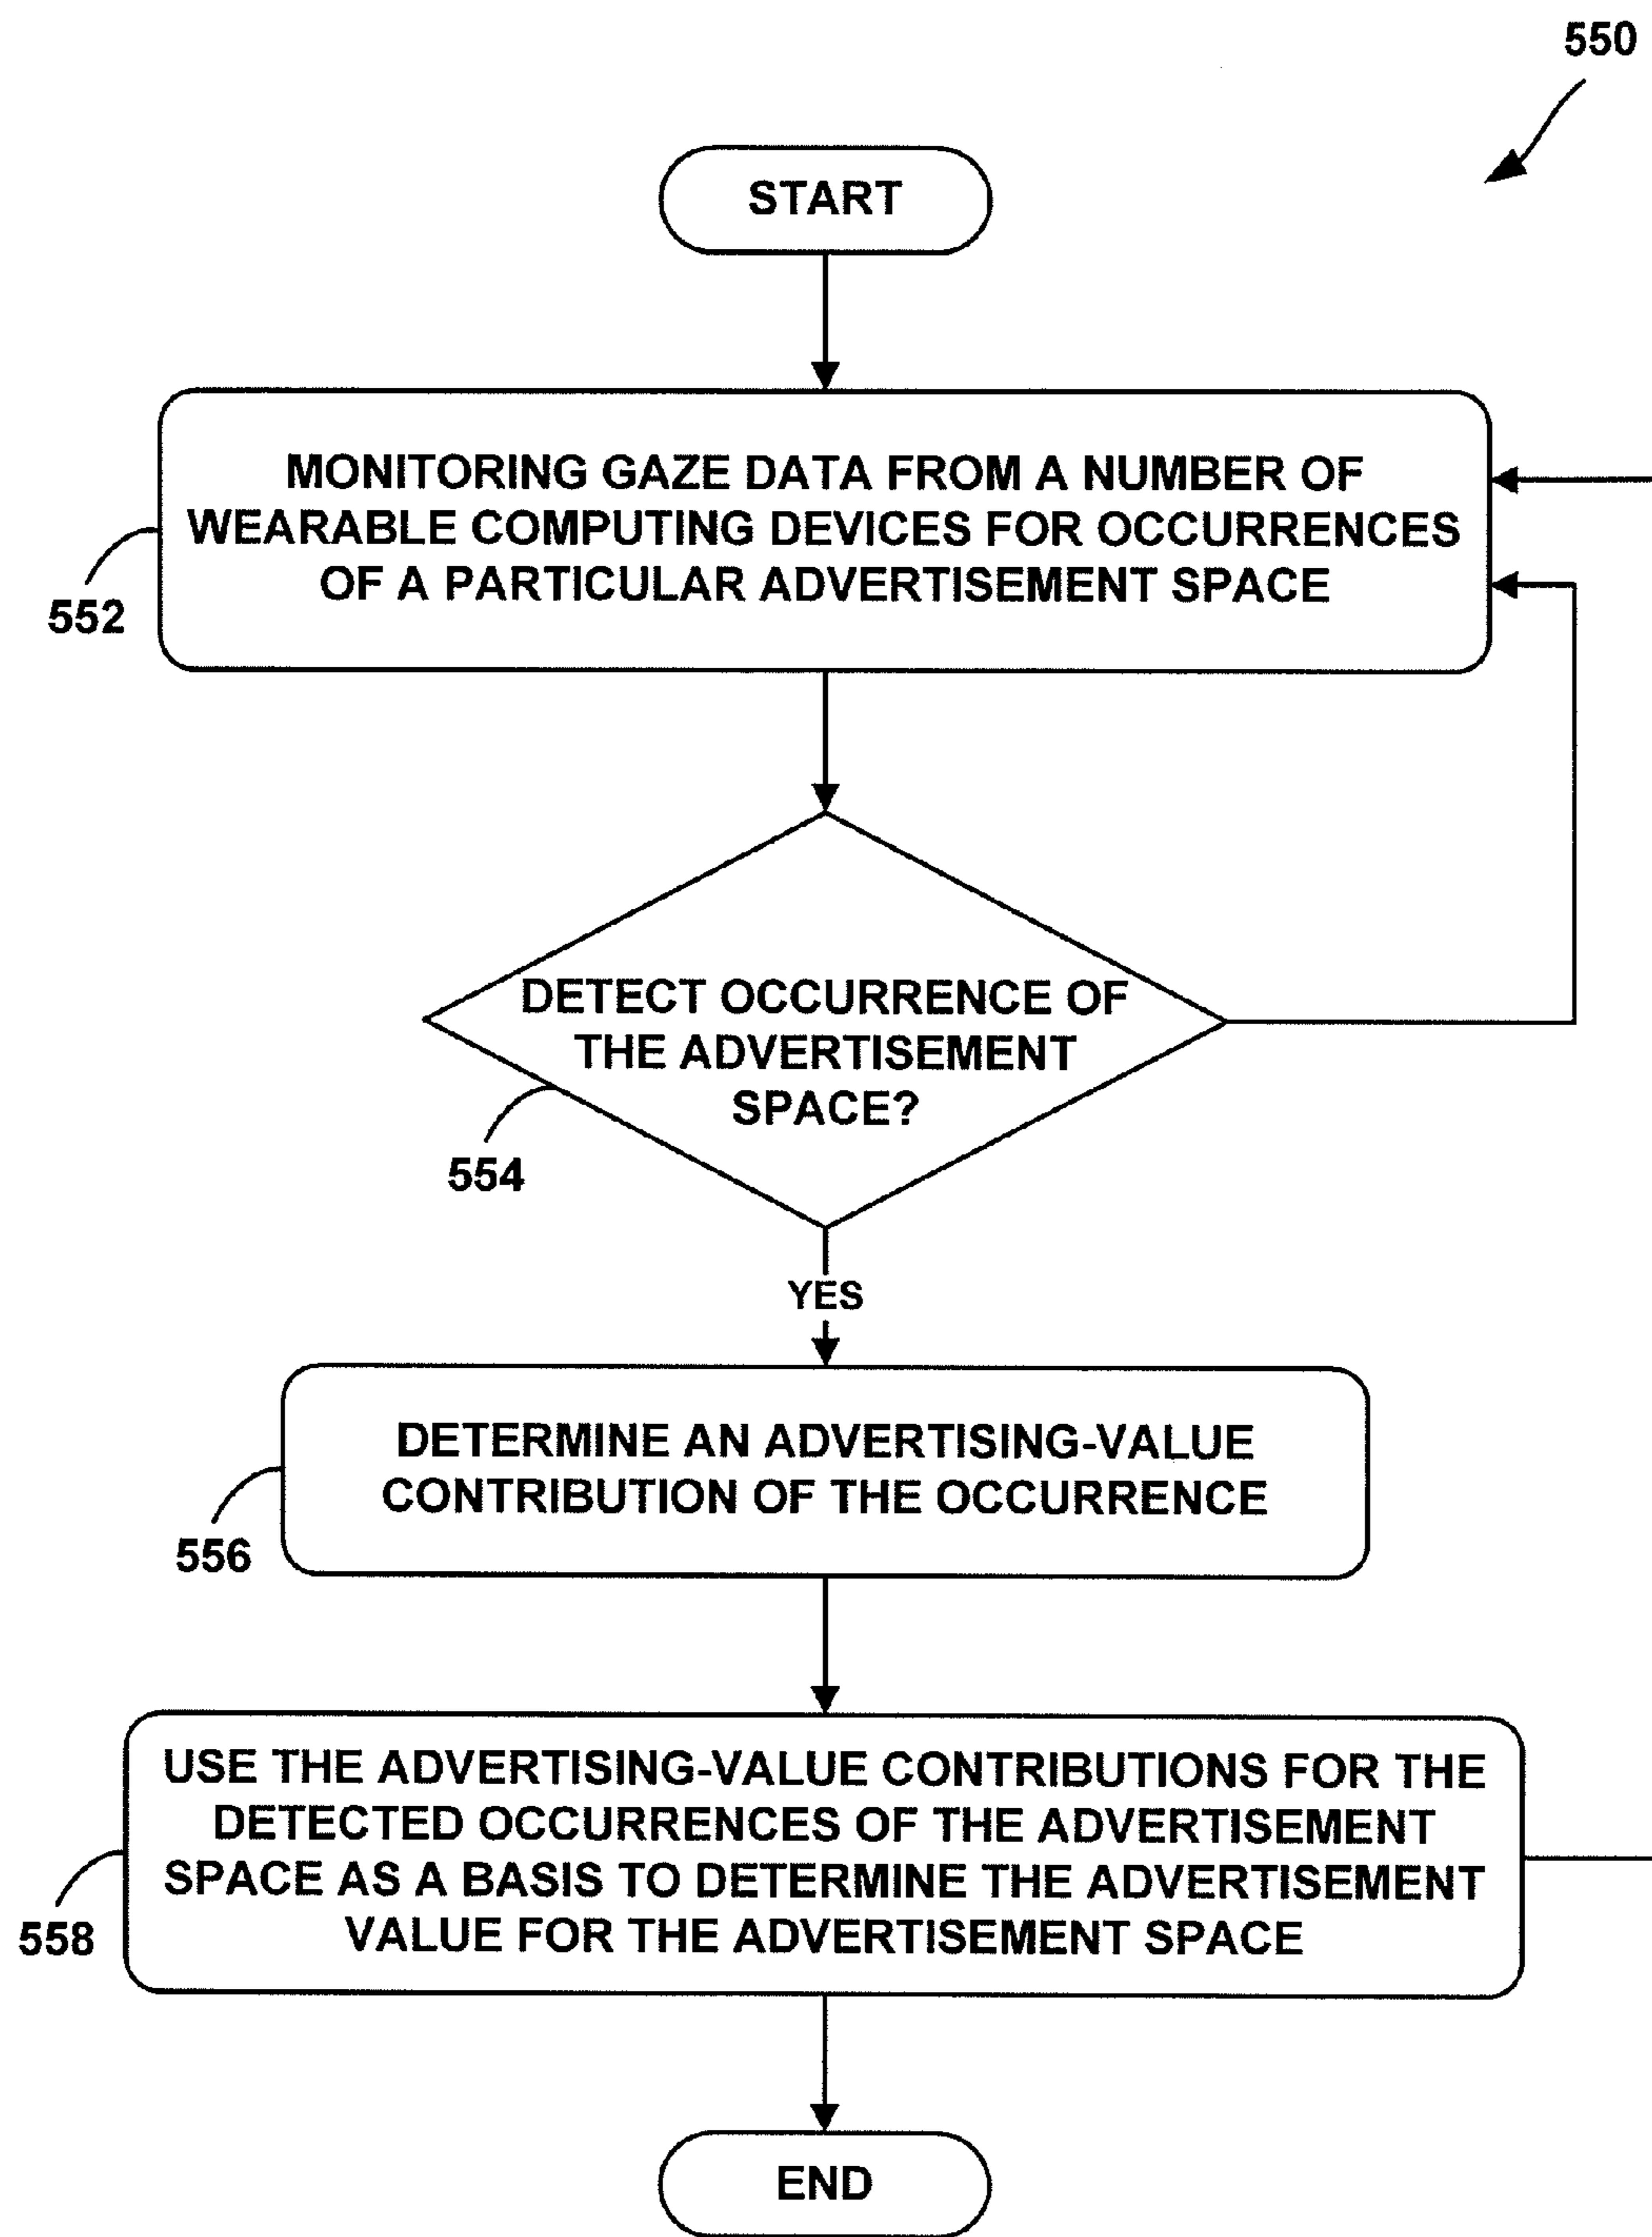 550
START
MONITORING GAZE DATA FROM A NUMBER OF
WEARABLE COMPUTING DEVICES FOR OCCURRENCES
OF A PARTICULAR ADVERTISEMENT SPACE
552
DETECT OCCURRENCE OF
THE ADVERTISEMENT
SPACE?
554
YES
DETERMINE AN ADVERTISING-VALUE
CONTRIBUTION OF THE OCCURRENCE
556
USE THE ADVERTISING-VALUE CONTRIBUTIONS FOR THE
DETECTED OCCURRENCES OF THE ADVERTISEMENT
SPACE AS A BASIS TO DETERMINE THE ADVERTISEMENT
VALUE FOR THE ADVERTISEMENT SPACE
558
END